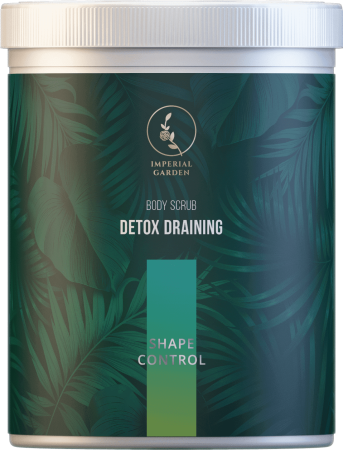 IMPERIAL
GARDEN
BODY SCRUB
DETOX DRAINING
SHAPE
CONTROL